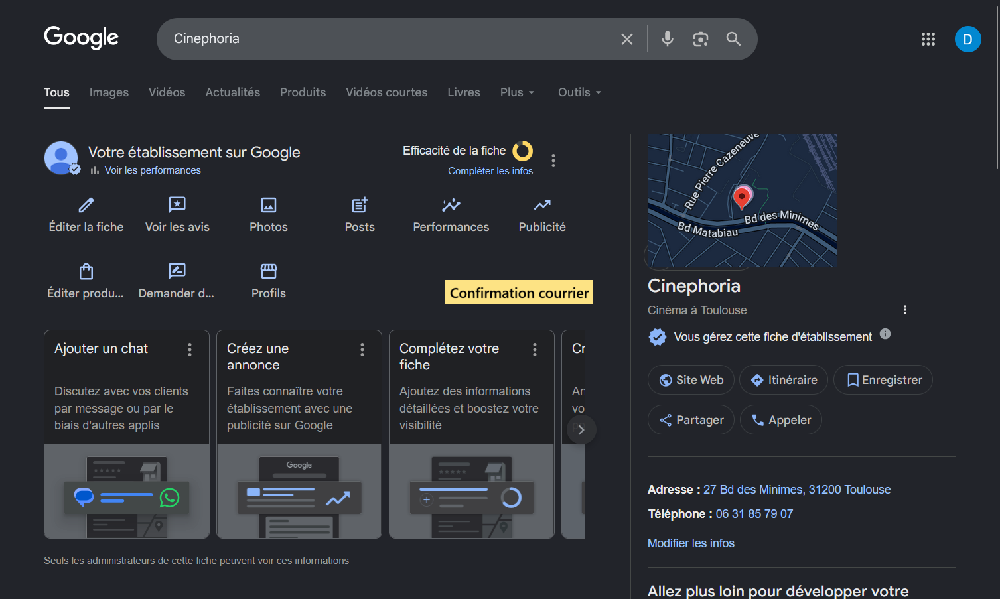 Google
Cinephoria
D
Tous
Images
Vidéos
Actualités
Produits
Vidéos courtes
Livres
Plus
Outils
Votre établissement sur Google
Voir les performances
Efficacité de la fiche
Compléter les infos
Éditer la fiche
Voir les avis
Photos
Posts
Performances
Publicité
Éditer produ...
Demander d...
Profils
Confirmation courrier
Ajouter un chat
Discutez avec vos clients
par message ou par le
biais d'autres applis
Créez une
annonce
Faites connaître votre
établissement avec une
publicité sur Google
Google
Complétez votre
fiche
Ajoutez des informations
détaillées et boostez votre
visibilité
Cr
An
vo
Seuls les administrateurs de cette fiche peuvent voir ces informations
Rue Pierre Cazeneuve
Bd des Minimes
Bd Matabiau
Cinephoria
Cinéma à Toulouse
Vous gérez cette fiche d'établissement
Site Web
Itinéraire
Enregistrer
Partager
Appeler
Adresse : 27 Bd des Minimes, 31200 Toulouse
Téléphone : 06 31 85 79 07
Modifier les infos
Allez plus loin pour développer votre